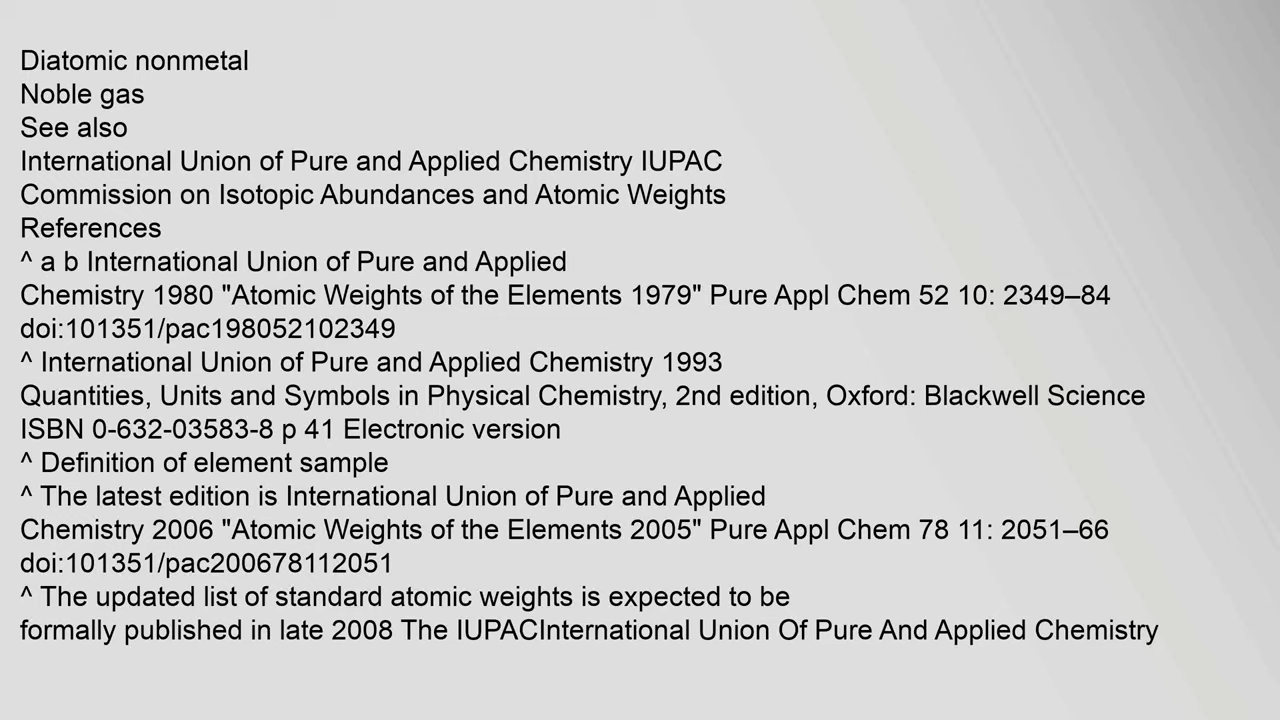 Diatomic nonmetal
Noble gas
See also
International Union of Pure and Applied Chemistry IUPAC
Commission on Isotopic Abundances and Atomic Weights
References
^ a b International Union of Pure and Applied
Chemistry 1980 "Atomic Weights of the Elements 1979" Pure Appl Chem 52 10: 2349–84
doi:101351/pac198052102349
^ International Union of Pure and Applied Chemistry 1993
Quantities, Units and Symbols in Physical Chemistry, 2nd edition, Oxford: Blackwell Science
ISBN 0-632-03583-8 p 41 Electronic version
^ Definition of element sample
^ The latest edition is International Union of Pure and Applied
Chemistry 2006 "Atomic Weights of the Elements 2005" Pure Appl Chem 78 11: 2051–66
doi:101351/pac200678112051
^ The updated list of standard atomic weights is expected to be
formally published in late 2008 The IUPACInternational Union Of Pure And Applied Chemistry